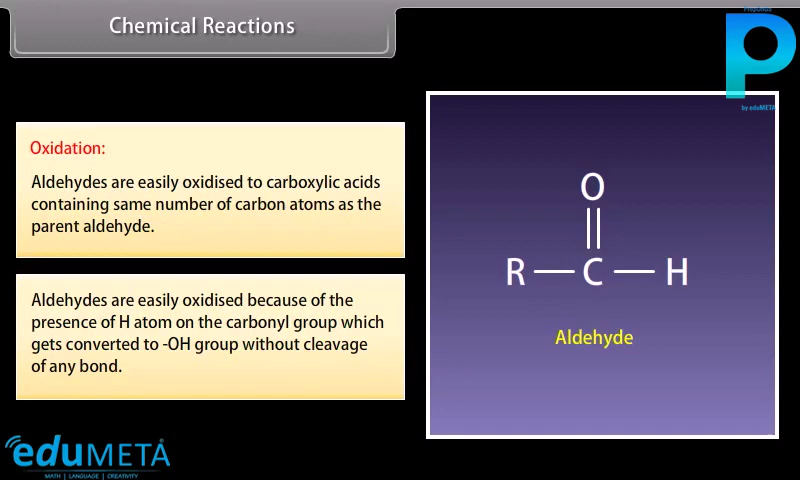 Chemical Reactions
by eduMETA
Oxidation:
Aldehydes are easily oxidised to carboxylic acids
containing same number of carbon atoms as the
parent aldehyde.
Aldehydes are easily oxidised because of the
presence of H atom on the carbonyl group which
gets converted to -OH group without cleavage
of any bond.
O
R C H
Aldehyde
eduMETA
MATH | LANGUAGE | CREATIVITY